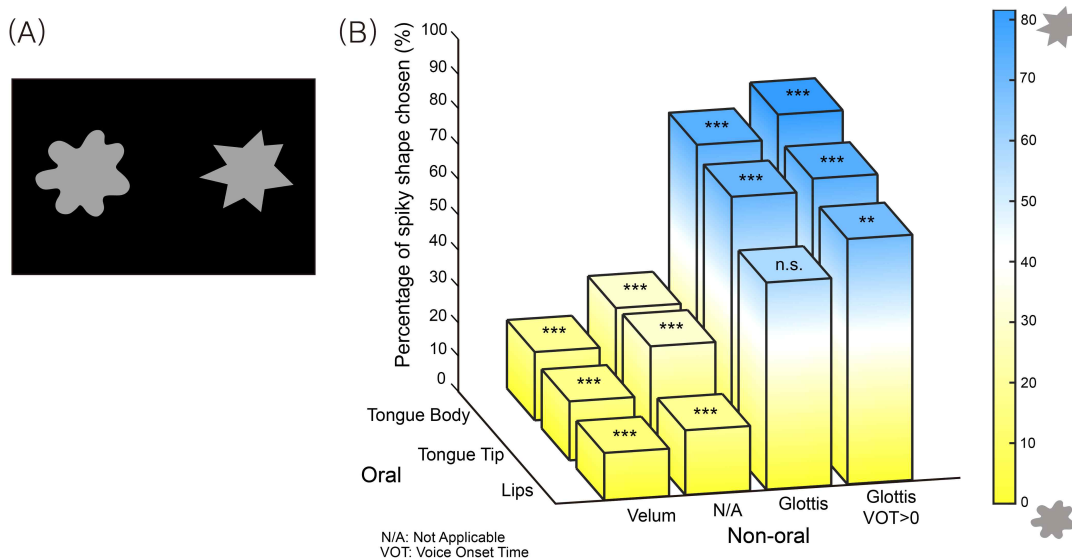 (A)
(B)
Percentage of spiky shape chosen (%)
100
90
80
70
60
50
40
30
20
10
0
***
***
***
***
***
***
***
**
n.s.
***
***
***
Tongue Body
Tongue Tip
Lips
Oral
Velum
N/A
Glottis
Glottis
VOT>0
Non-oral
N/A: Not Applicable
VOT: Voice Onset Time
80
70
60
50
40
30
20
10
0